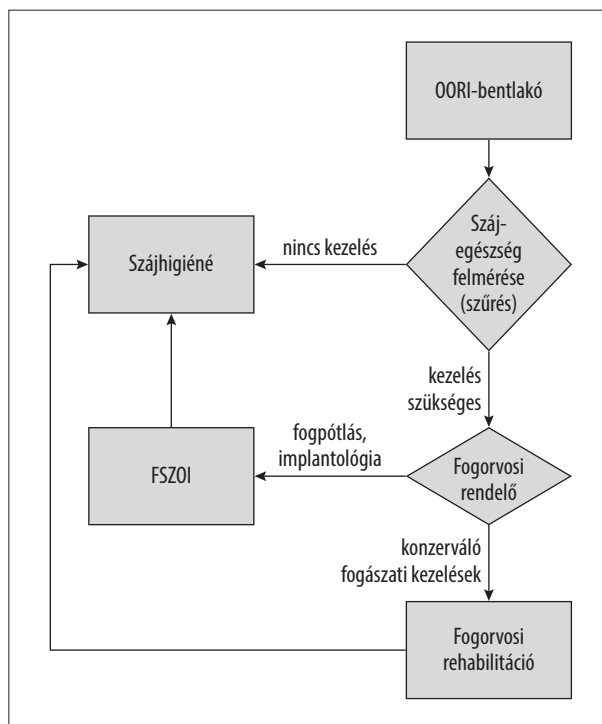 OORI-bentlakó
Száj-
egészség
felmérése
(szűrés)
nincs kezelés
Szájhigiéné
kezelés
szükséges
Fogorvosi
rendelő
fogpótlás,
implantológia
FSZOI
konzerváló
fogászati kezelések
Fogorvosi
rehabilitáció